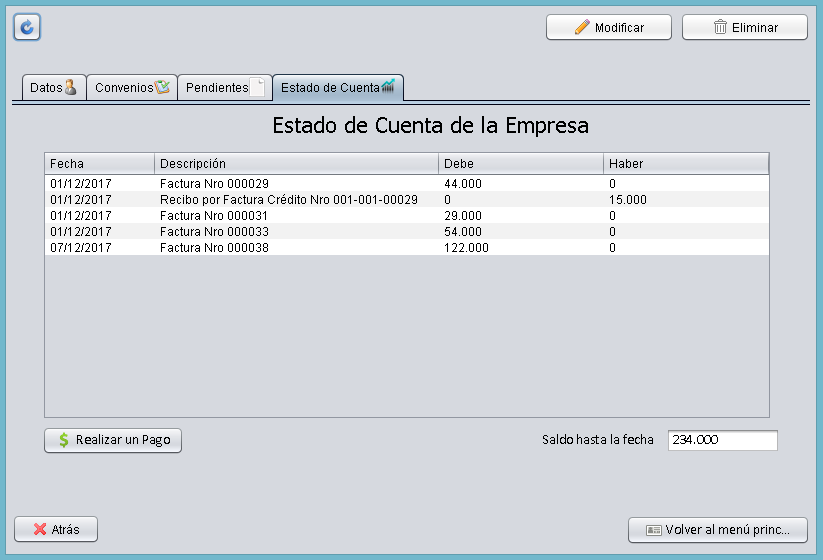 Modificar Eliminar
Datos Convenios Pendientes Estado de Cuenta
Estado de Cuenta de la Empresa
Fecha Descripción Debe Haber
01/12/2017 Factura Nro 000029 44.000 0
01/12/2017 Recibo por Factura Crédito Nro 001-001-00029 0 15.000
01/12/2017 Factura Nro 000031 29.000 0
01/12/2017 Factura Nro 000033 54.000 0
07/12/2017 Factura Nro 000038 122.000 0
Realizar un Pago Saldo hasta la fecha 234.000
Atrás Volver al menú princ...